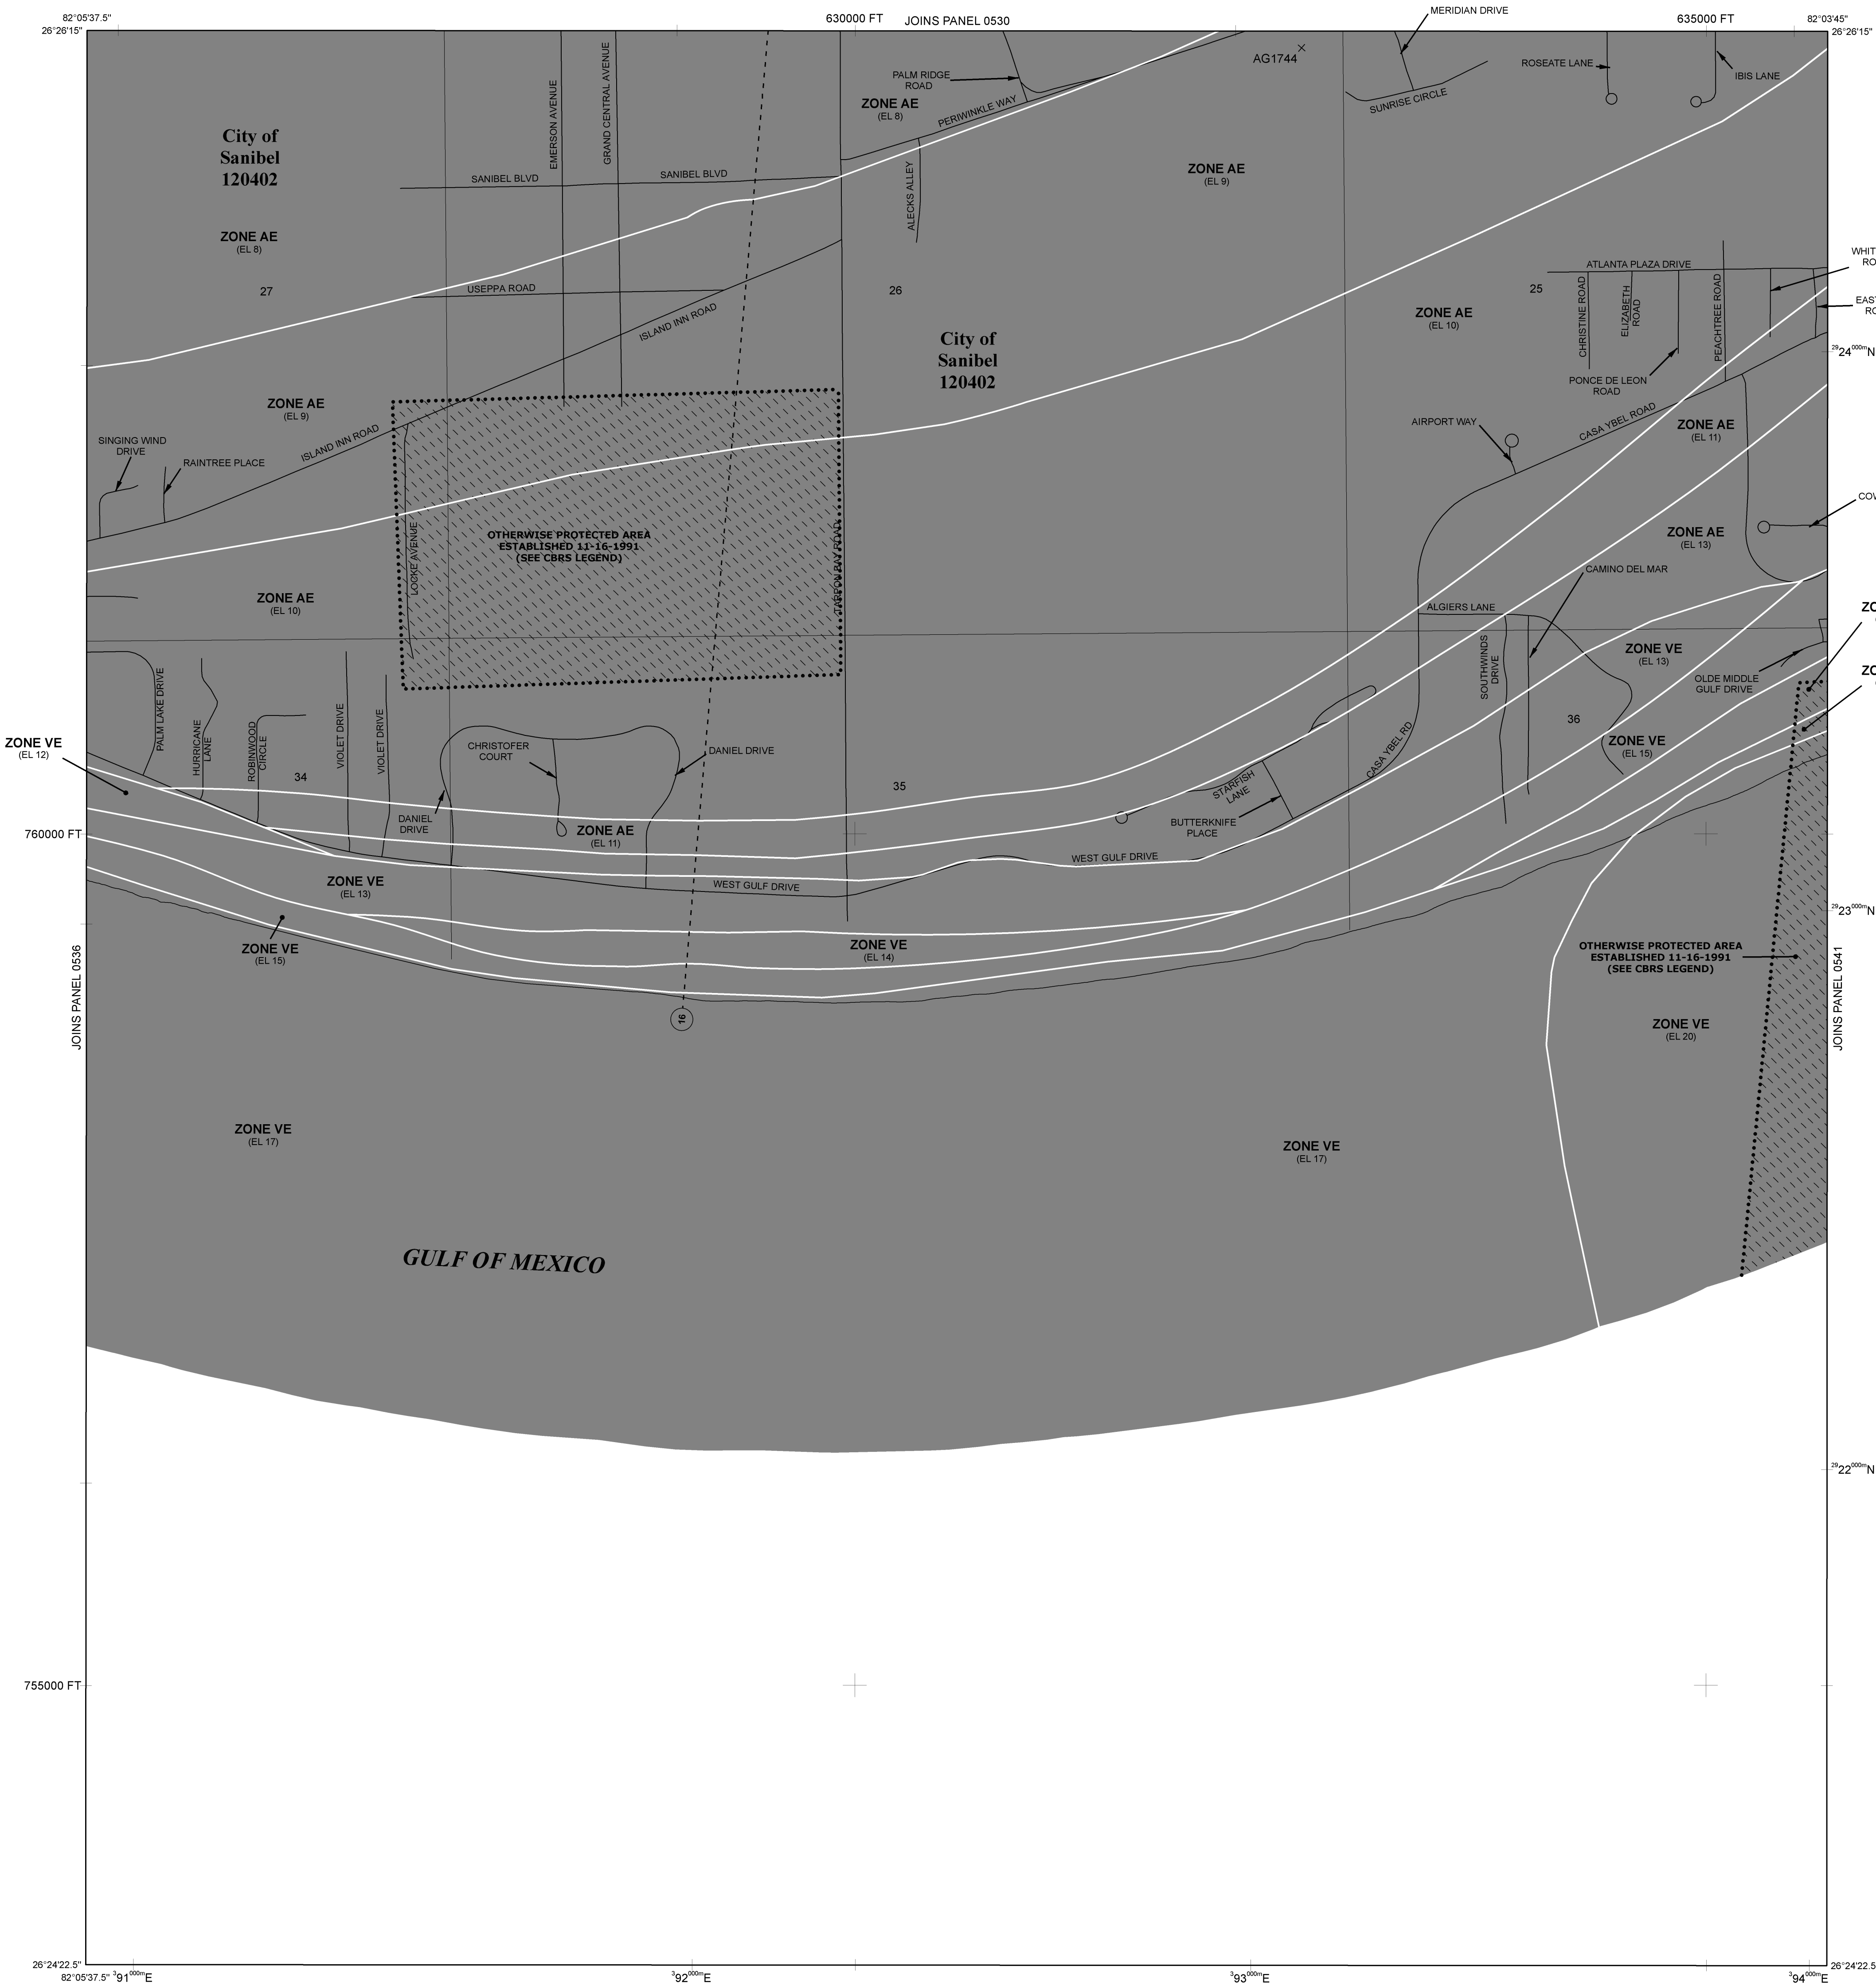 82°05'37.5"
630000 FT
JOINS PANEL 0530
MERIDIAN DRIVE
635000 FT
82°03'45"
26°26'15"
26°26'15"
AG1744
ROSEATE LANE
IBIS LANE
PALM RIDGE
ROAD
ZONE AE
(EL 8)
PERIWINKLE WAY
SUNRISE CIRCLE
EMERSON AVENUE
GRAND CENTRAL AVENUE
City of
Sanibel
120402
SANIBEL BLVD
SANIBEL BLVD
ALECKS ALLEY
ZONE AE
(EL 9)
ZONE AE
(EL 8)
27
USEPPA ROAD
26
ISLAND INN ROAD
25
ATLANTA PLAZA DRIVE
CHRISTINE ROAD
ELIZABETH
ROAD
PEACHTREE ROAD
ZONE AE
(EL 10)
City of
Sanibel
120402
2924000mN
PONCE DE LEON
ROAD
ZONE AE
(EL 9)
SINGING WIND
DRIVE
RAINTREE PLACE
ISLAND INN ROAD
AIRPORT WAY
CASA YBEL ROAD
ZONE AE
(EL 11)
LOCKE AVENUE
OTHERWISE PROTECTED AREA
ESTABLISHED 11-16-1991
(SEE CBRS LEGEND)
TARPON BAY ROAD
ZONE AE
(EL 13)
CAMINO DEL MAR
ZONE AE
(EL 10)
ALGIERS LANE
SOUTHWINDS
DRIVE
ZONE VE
(EL 13)
OLDE MIDDLE
GULF DRIVE
PALM LAKE DRIVE
HURRICANE
LANE
ROBINWOOD
CIRCLE
VIOLET DRIVE
VIOLET DRIVE
CHRISTOFER
COURT
DANIEL DRIVE
36
ZONE VE
(EL 15)
ZONE VE
(EL 12)
34
35
CASA YBEL RD
STARFISH
LANE
BUTTERKNIFE
PLACE
DANIEL
DRIVE
ZONE AE
(EL 11)
760000 FT
WEST GULF DRIVE
ZONE VE
(EL 13)
WEST GULF DRIVE
2923000mN
ZONE VE
(EL 15)
ZONE VE
(EL 14)
OTHERWISE PROTECTED AREA
ESTABLISHED 11-16-1991
(SEE CBRS LEGEND)
JOINS PANEL 0536
JOINS PANEL 0541
16
ZONE VE
(EL 20)
ZONE VE
(EL 17)
ZONE VE
(EL 17)
GULF OF MEXICO
2922000mN
755000 FT
26°24'22.5"
26°24'22.5"
82°05'37.5"
391000mE
392000mE
393000mE
394000mE